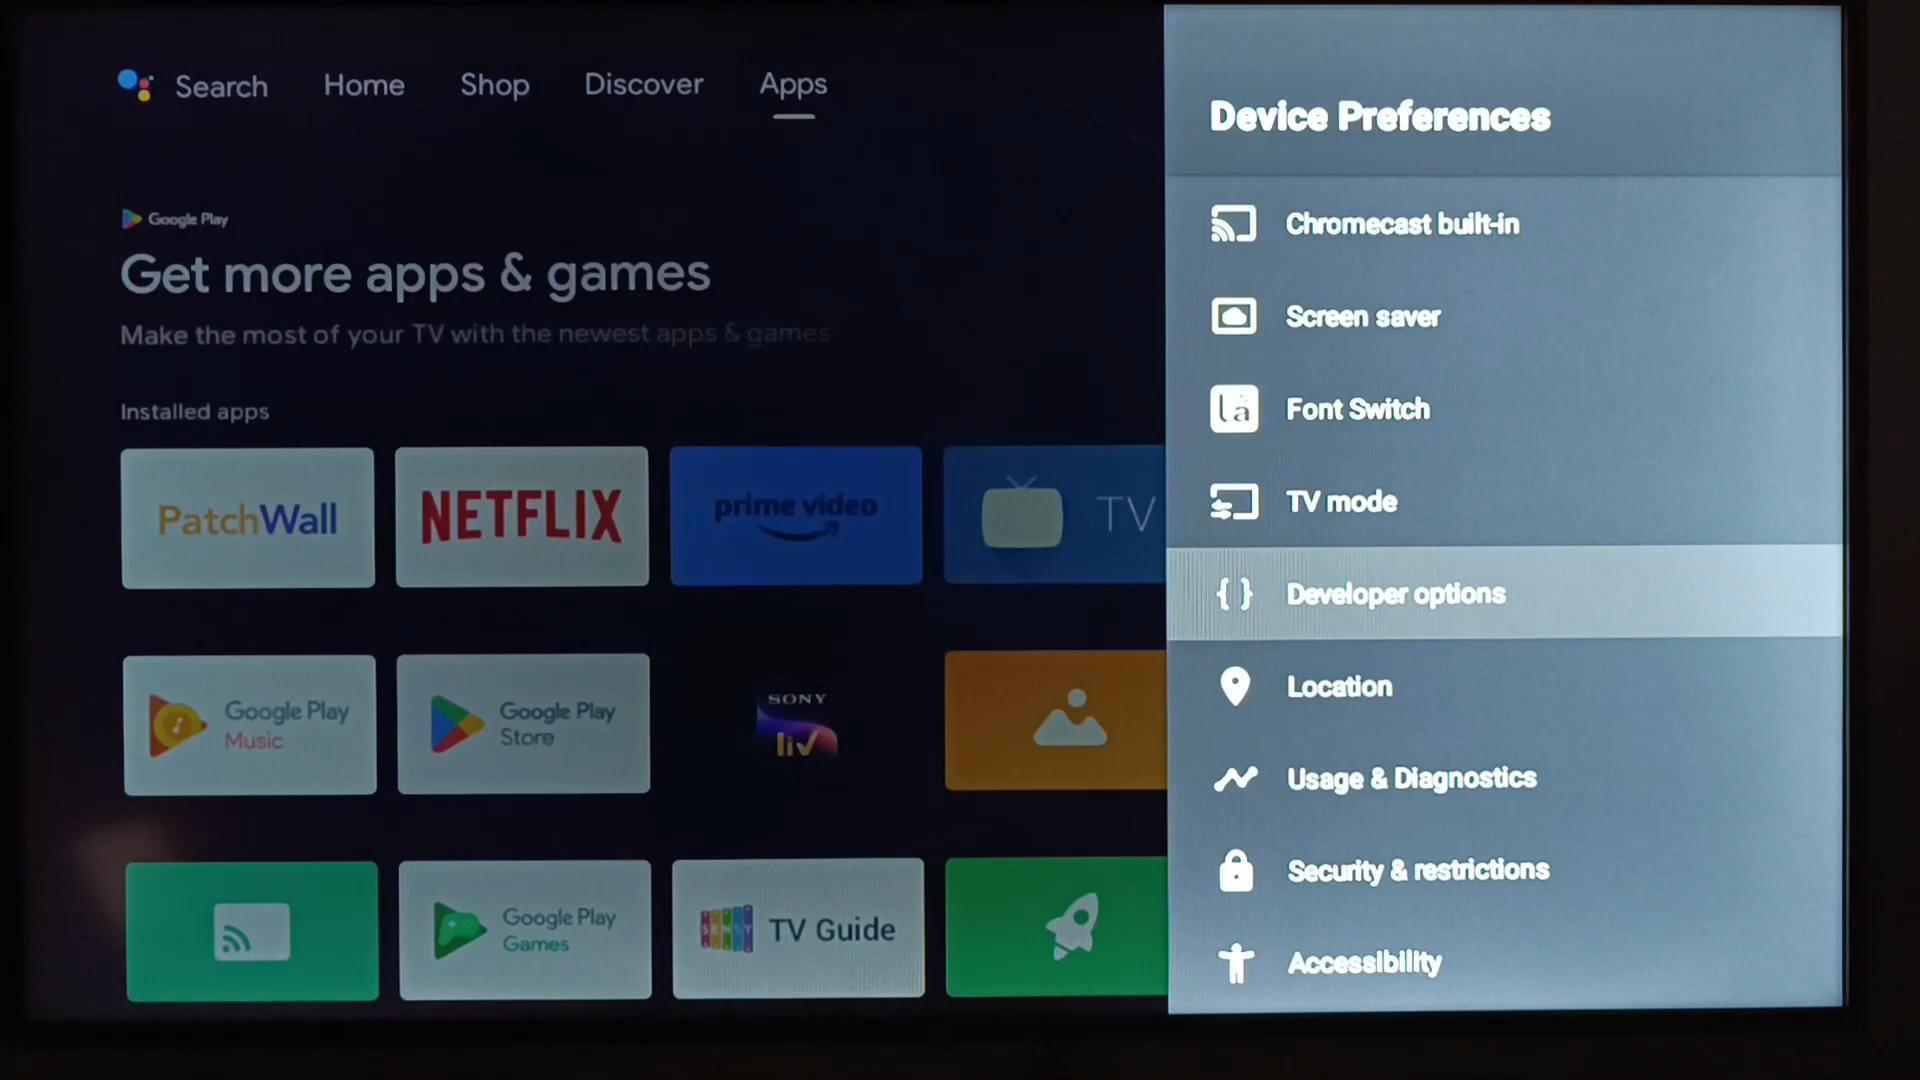 Search Home Shop Discover Apps
Google Play
Get more apps & games
Make the most of your TV with the newest apps & games
Installed apps
PatchWall
NETFLIX
prime video
TV
Google Play
Music
Google Play
Store
SONY
liv
Google Play
Games
SENSY
TV Guide
Device Preferences
Chromecast built-in
Screen saver
La
Font Switch
TV mode
{ } Developer options
Location
Usage & Diagnostics
Security & restrictions
Accessibility